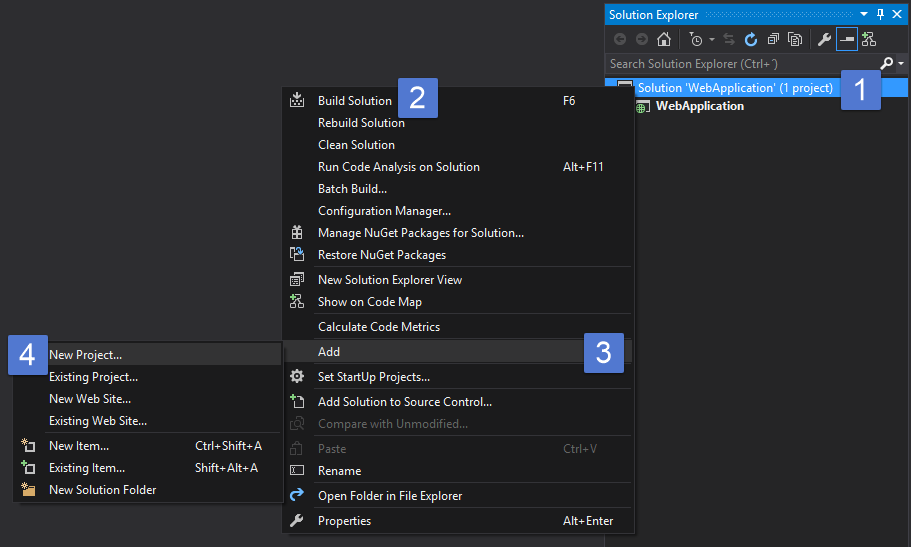 Solution Explorer
Search Solution Explorer (Ctrl+´)
Solution 'WebApplication' (1 project)
1
WebApplication
Build Solution
2
F6
Rebuild Solution
Clean Solution
Run Code Analysis on Solution Alt+F11
Batch Build...
Configuration Manager...
Manage NuGet Packages for Solution...
Restore NuGet Packages
New Solution Explorer View
Show on Code Map
Calculate Code Metrics
Add
3
Set StartUp Projects...
Add Solution to Source Control...
Compare with Unmodified...
Paste Ctrl+V
Rename
Open Folder in File Explorer
Properties Alt+Enter
4
New Project...
Existing Project...
New Web Site...
Existing Web Site...
New Item... Ctrl+Shift+A
Existing Item... Shift+Alt+A
New Solution Folder